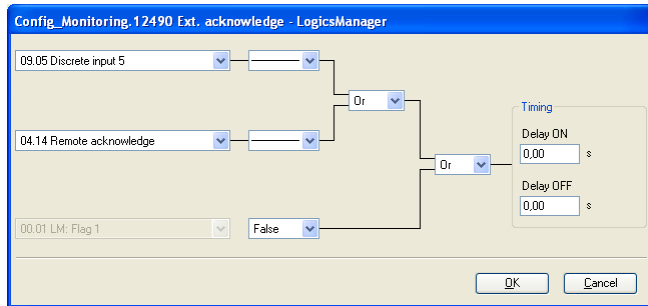 Config_Monitoring.12490 Ext. acknowledge - LogicsManager
09.05 Discrete input 5
Or
Timing
Delay ON
04.14 Remote acknowledge
0,00 s
Or
Delay OFF
0,00 s
00.01 LM: Flag 1
False
OK
Cancel